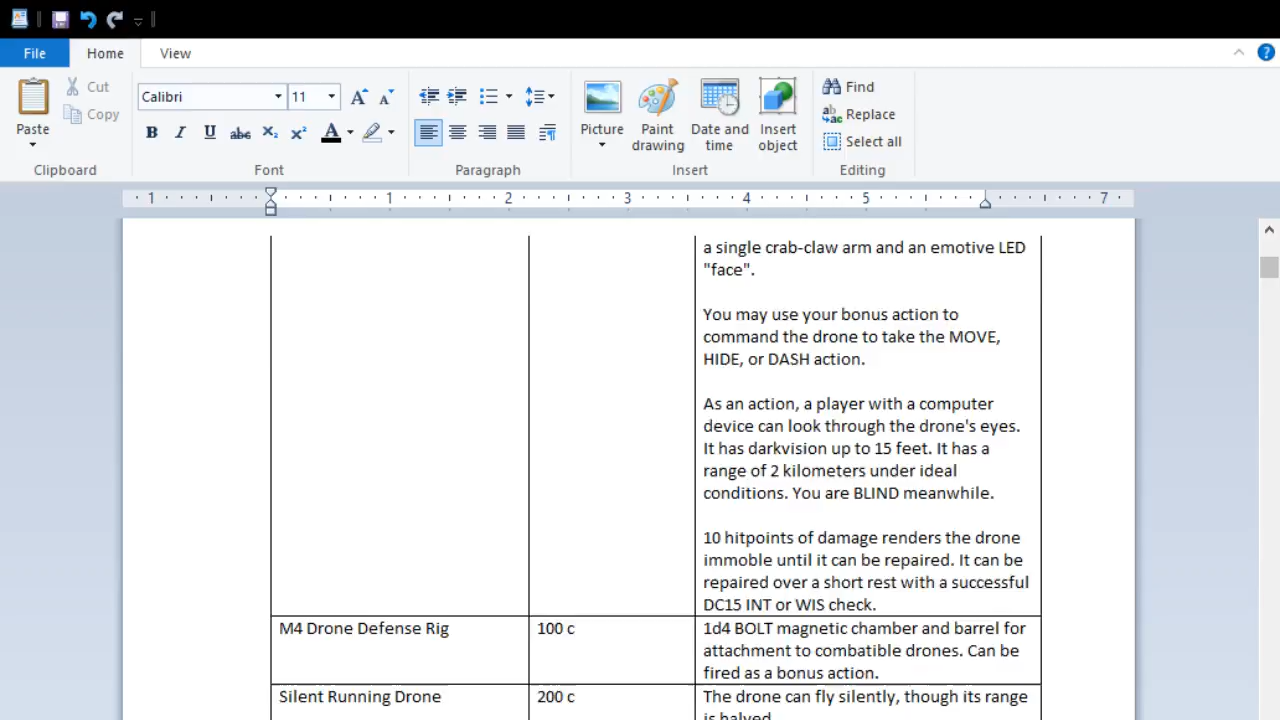 File Home View
Paste
Cut
Copy
Clipboard
Calibri 11
B I U abc X₂ X² A
Font
Paragraph
Picture
Paint drawing
Date and time
Insert object
Insert
Find
Replace
Select all
Editing
1 1 2 3 4 5 7
a single crab-claw arm and an emotive LED
"face".
You may use your bonus action to
command the drone to take the MOVE,
HIDE, or DASH action.
As an action, a player with a computer
device can look through the drone's eyes.
It has darkvision up to 15 feet. It has a
range of 2 kilometers under ideal
conditions. You are BLIND meanwhile.
10 hitpoints of damage renders the drone
immoble until it can be repaired. It can be
repaired over a short rest with a successful
DC15 INT or WIS check.
M4 Drone Defense Rig 100 c 1d4 BOLT magnetic chamber and barrel for
attachment to combatible drones. Can be
fired as a bonus action.
Silent Running Drone 200 c The drone can fly silently, though its range
is halved.